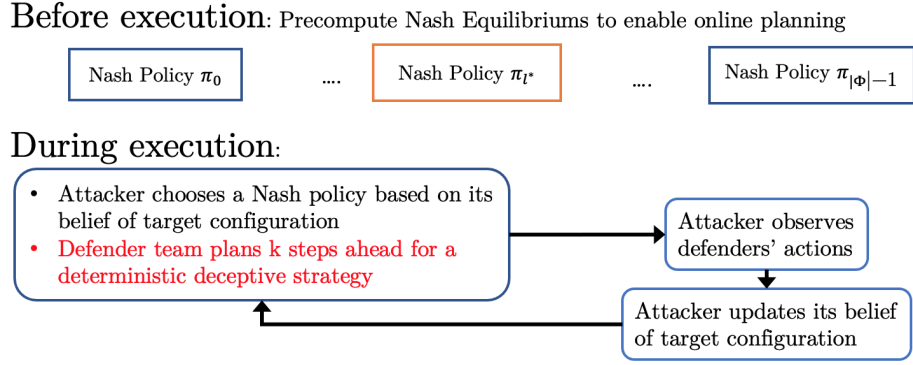 Before execution: Precompute Nash Equilibriums to enable online planning
Nash Policy π₀ .... Nash Policy π_{l*} .... Nash Policy π_{|Φ|−1}
During execution:
• Attacker chooses a Nash policy based on its
belief of target configuration
• Defender team plans k steps ahead for a
deterministic deceptive strategy
Attacker observes
defenders' actions
Attacker updates its belief
of target configuration